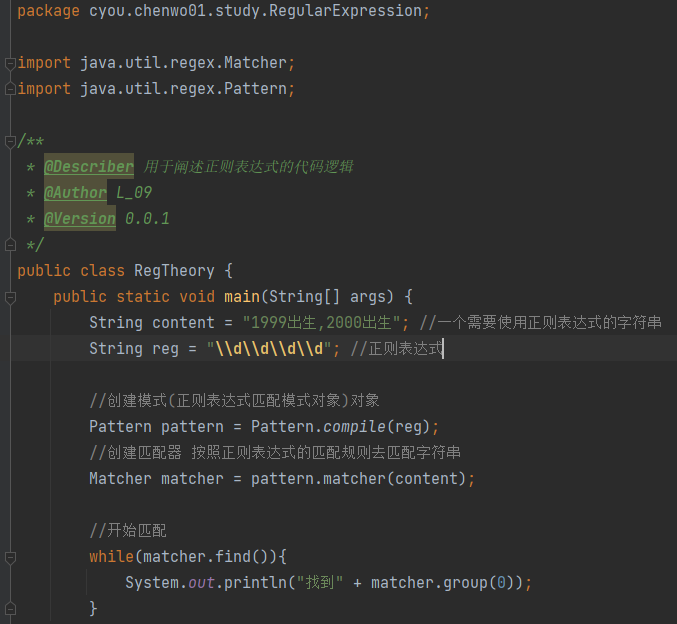 package cyou.chenwo01.study.RegularExpression;
import java.util.regex.Matcher;
import java.util.regex.Pattern;
/**
* @Describer 用于阐述正则表达式的代码逻辑
* @Author L_09
* @Version 0.0.1
*/
public class RegTheory {
public static void main(String[] args) {
String content = "1999出生,2000出生"; //一个需要使用正则表达式的字符串
String reg = "\\d\\d\\d\\d"; //正则表达式
//创建模式(正则表达式匹配模式对象)对象
Pattern pattern = Pattern.compile(reg);
//创建匹配器 按照正则表达式的匹配规则去匹配字符串
Matcher matcher = pattern.matcher(content);
//开始匹配
while(matcher.find()){
System.out.println("找到" + matcher.group(0));
}